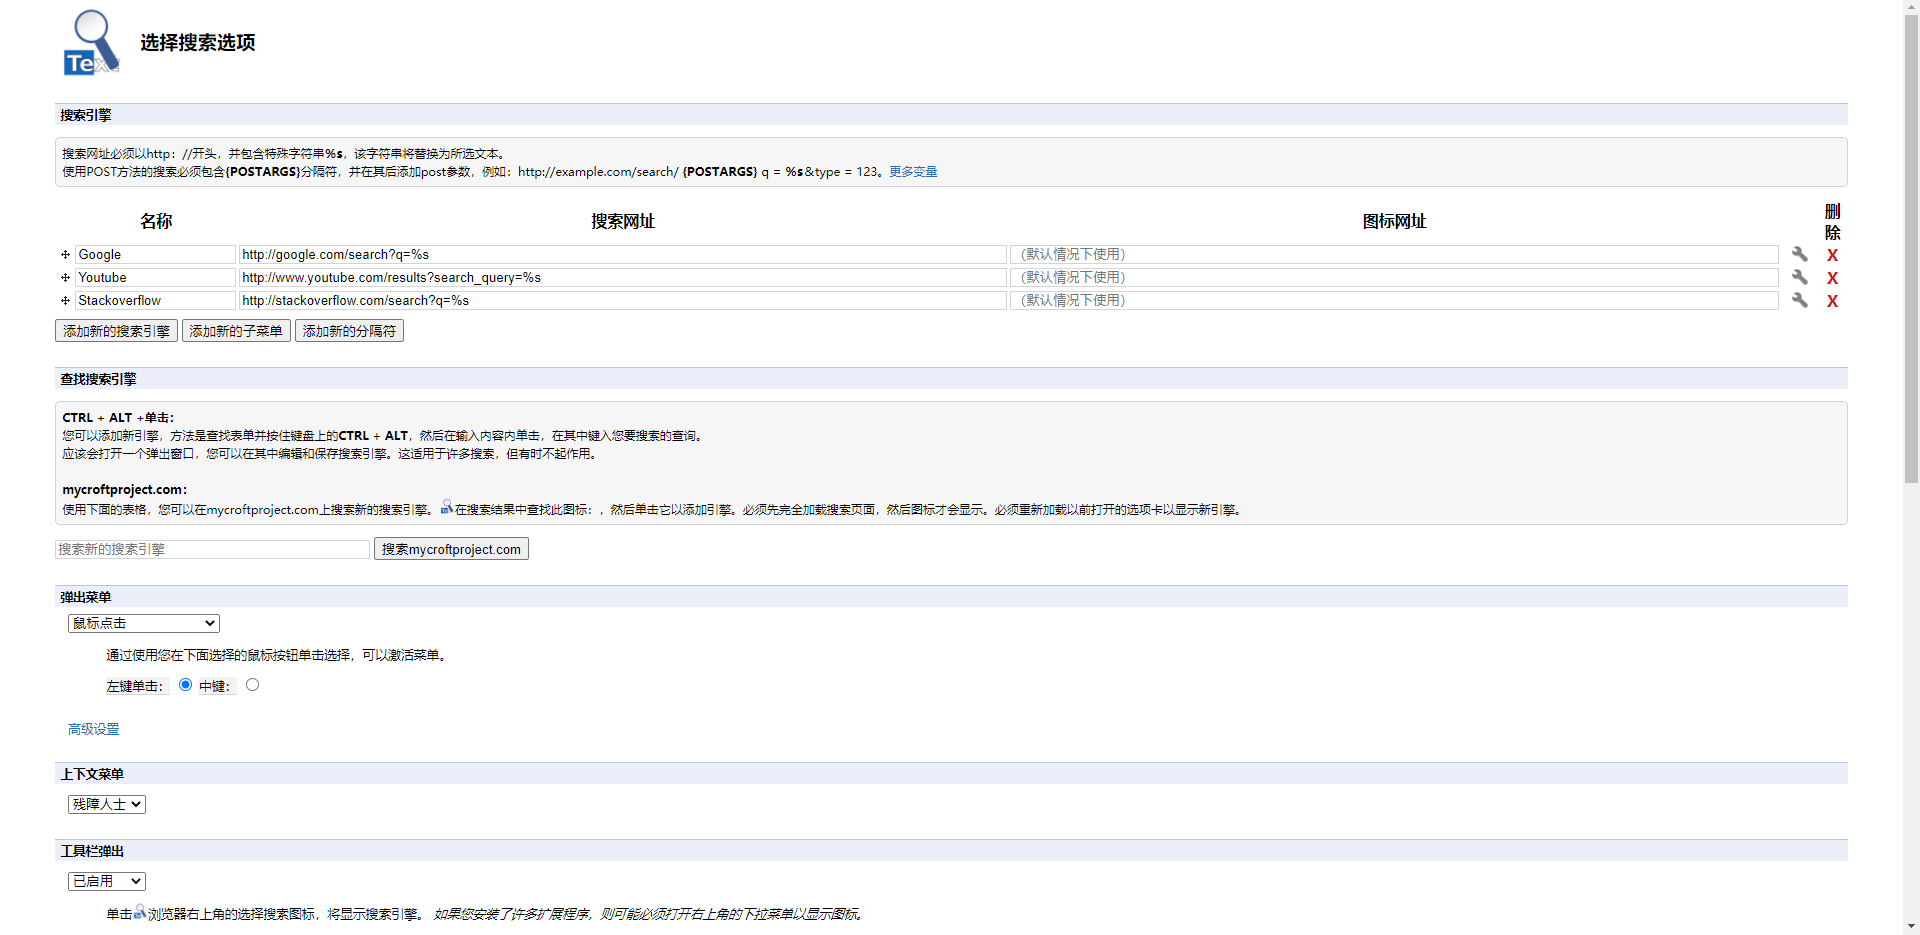 Text
选择搜索选项
搜索引擎
搜索网址必须以http：//开头，并包含特殊字符串%s，该字符串将替换为所选文本。
使用POST方法的搜索必须包含{POSTARGS}分隔符，并在其后添加post参数，例如：http://example.com/search/ {POSTARGS} q = %s&type = 123。更多变量
名称 搜索网址 图标网址 删除
Google http://google.com/search?q=%s （默认情况下使用） X
Youtube http://www.youtube.com/results?search_query=%s （默认情况下使用） X
Stackoverflow http://stackoverflow.com/search?q=%s （默认情况下使用） X
添加新的搜索引擎 添加新的子菜单 添加新的分隔符
查找搜索引擎
CTRL + ALT +单击：
您可以添加新引擎，方法是查找表单并按住键盘上的CTRL + ALT，然后在输入内容内单击，在其中键入您要搜索的查询。
应该会打开一个弹出窗口，您可以在其中编辑和保存搜索引擎。这适用于许多搜索，但有时不起作用。
mycroftproject.com：
使用下面的表格，您可以在mycroftproject.com上搜索新的搜索引擎。在搜索结果中查找此图标：，然后单击它以添加引擎。必须先完全加载搜索页面，然后图标才会显示。必须重新加载以前打开的选项卡以显示新引擎。
搜索新的搜索引擎 搜索mycroftproject.com
弹出菜单
鼠标点击
通过使用您在下面选择的鼠标按钮单击选择，可以激活菜单。
左键单击： 中键：
高级设置
上下文菜单
残障人士
工具栏弹出
已启用
单击浏览器右上角的选择搜索图标，将显示搜索引擎。 如果您安装了许多扩展程序，则可能必须打开右上角的下拉菜单以显示图标。